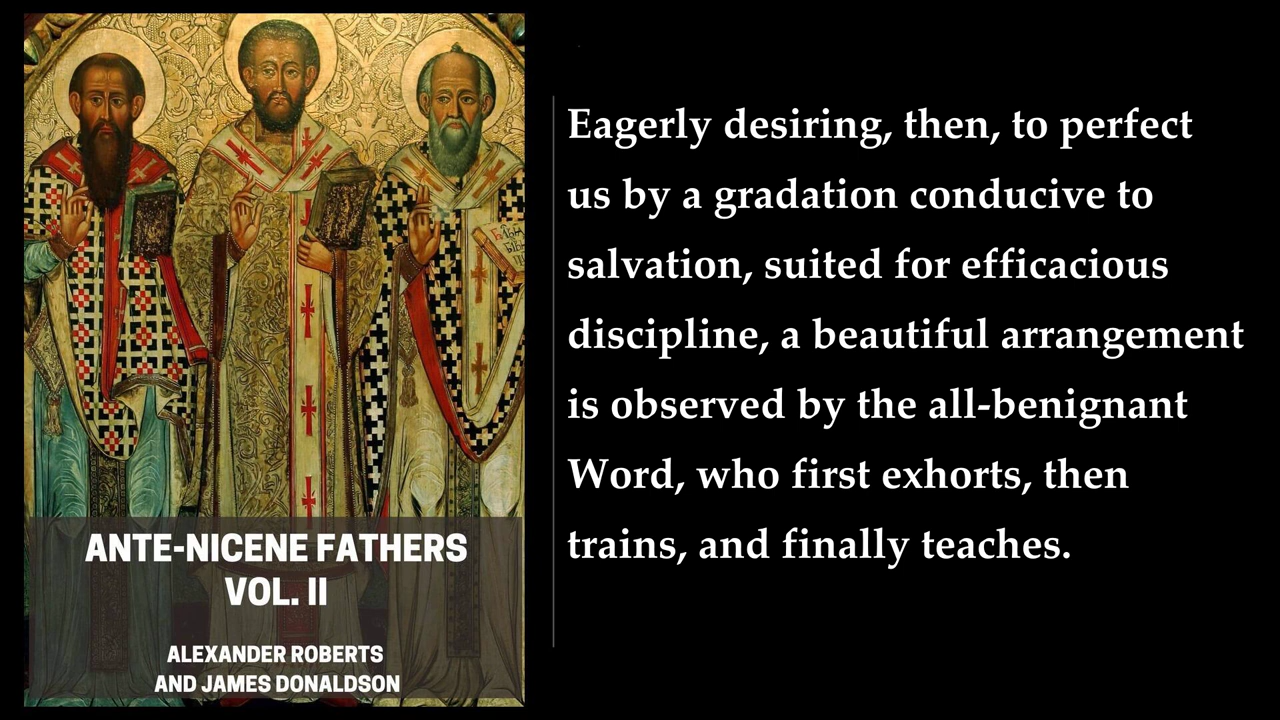 ANTE-NICENE FATHERS
VOL. II
ALEXANDER ROBERTS
AND JAMES DONALDSON
Eagerly desiring, then, to perfect
us by a gradation conducive to
salvation, suited for efficacious
discipline, a beautiful arrangement
is observed by the all-benignant
Word, who first exhorts, then
trains, and finally teaches.